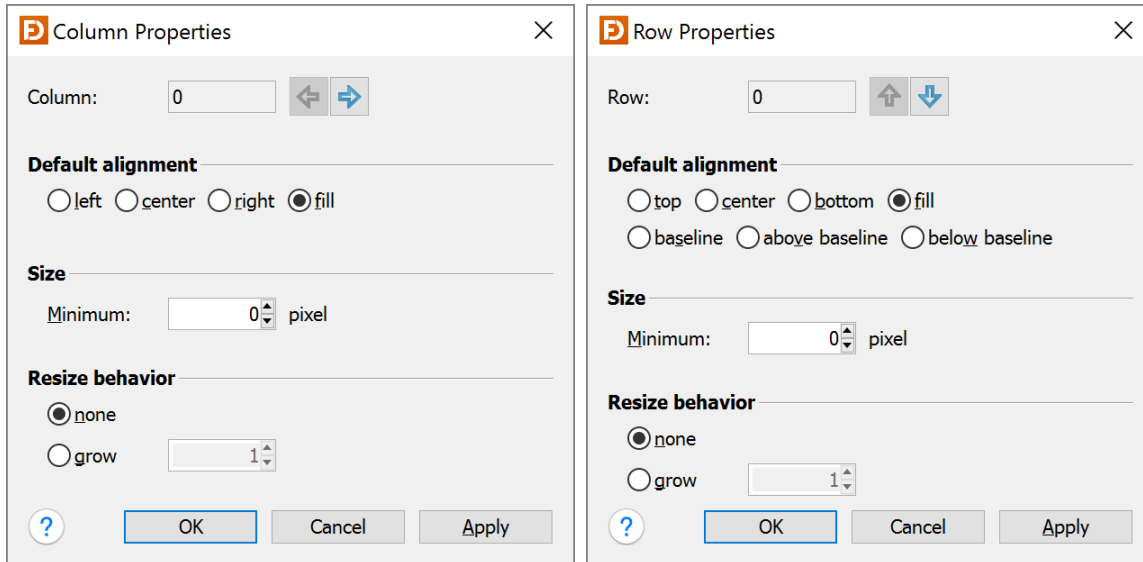 Column Properties
Column: 0
Default alignment
left center right fill
Size
Minimum: 0 pixel
Resize behavior
none
grow 1
? OK Cancel Apply
Row Properties
Row: 0
Default alignment
top center bottom fill
baseline above baseline below baseline
Size
Minimum: 0 pixel
Resize behavior
none
grow 1
? OK Cancel Apply